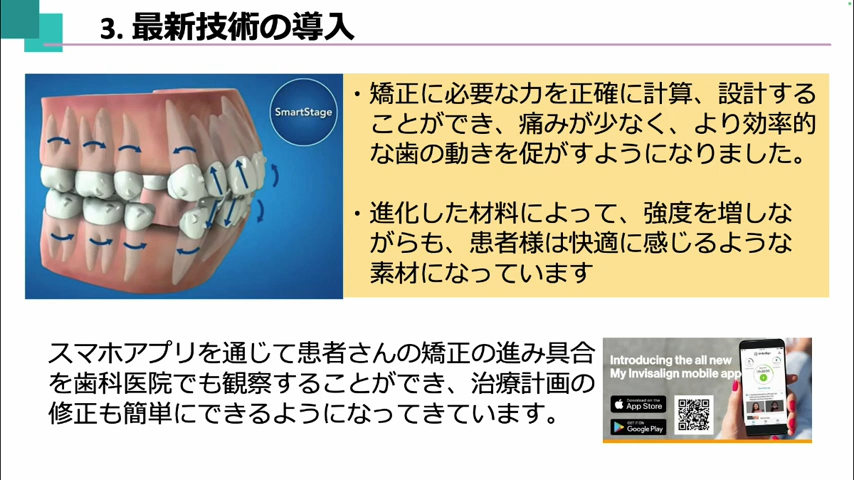 3. 最新技術の導入
SmartStage
・矯正に必要な力を正確に計算、設計する
ことができ、痛みが少なく、より効率的
な歯の動きを促がすようになりました。
・進化した材料によって、強度を増しな
がらも、患者様は快適に感じるような
素材になっています
スマホアプリを通じて患者さんの矯正の進み具合
を歯科医院でも観察することができ、治療計画の
修正も簡単にできるようになってきています。
Introducing the all new
My Invisalign mobile app
Download on the
App Store
GET IT ON
Google Play
invisalign